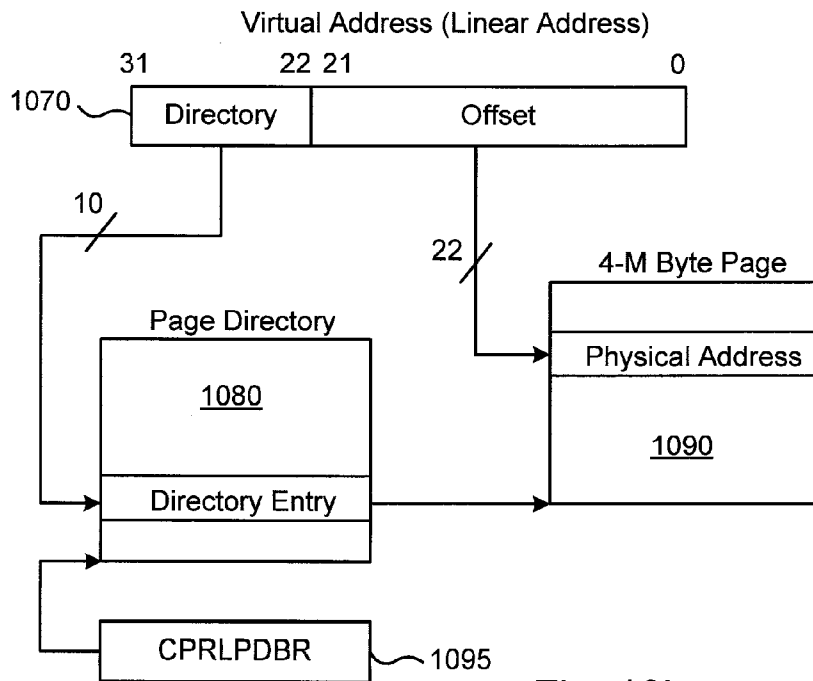 Virtual Address (Linear Address)
31 22 21 0
1070 Directory Offset
10
22
4-M Byte Page
Page Directory
Physical Address
1080
1090
Directory Entry
CPRLPDBR 1095